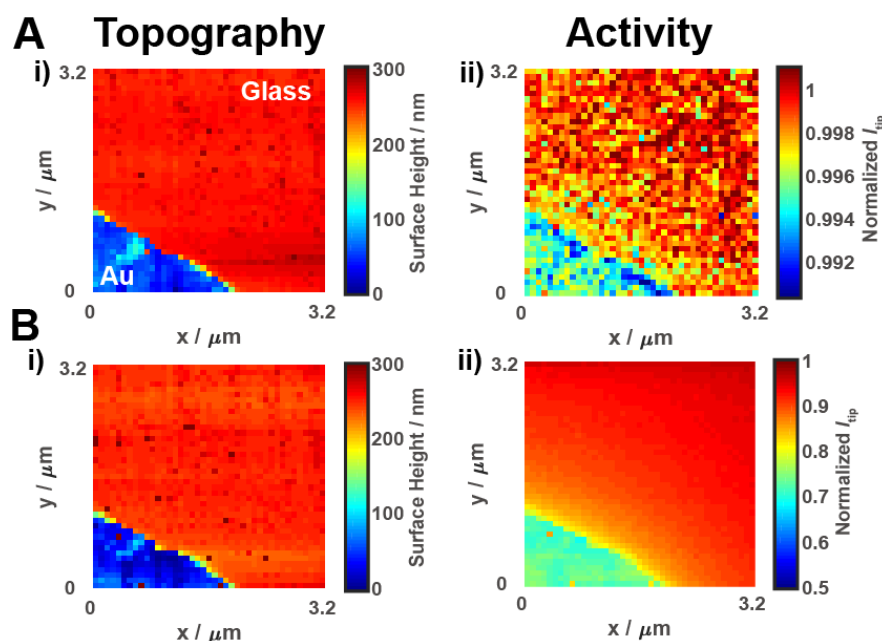 A Topography Activity
i) ii)
3.2
Glass
Au
y / μm
0
0 3.2
x / μm
300
200
100
0
Surface Height / nm
3.2
y / μm
0
0 3.2
x / μm
1
0.998
0.996
0.994
0.992
Normalized Itip
B
i) ii)
3.2
y / μm
0
0 3.2
x / μm
300
200
100
0
Surface Height / nm
3.2
y / μm
0
0 3.2
x / μm
1
0.9
0.8
0.7
0.6
0.5
Normalized Itip